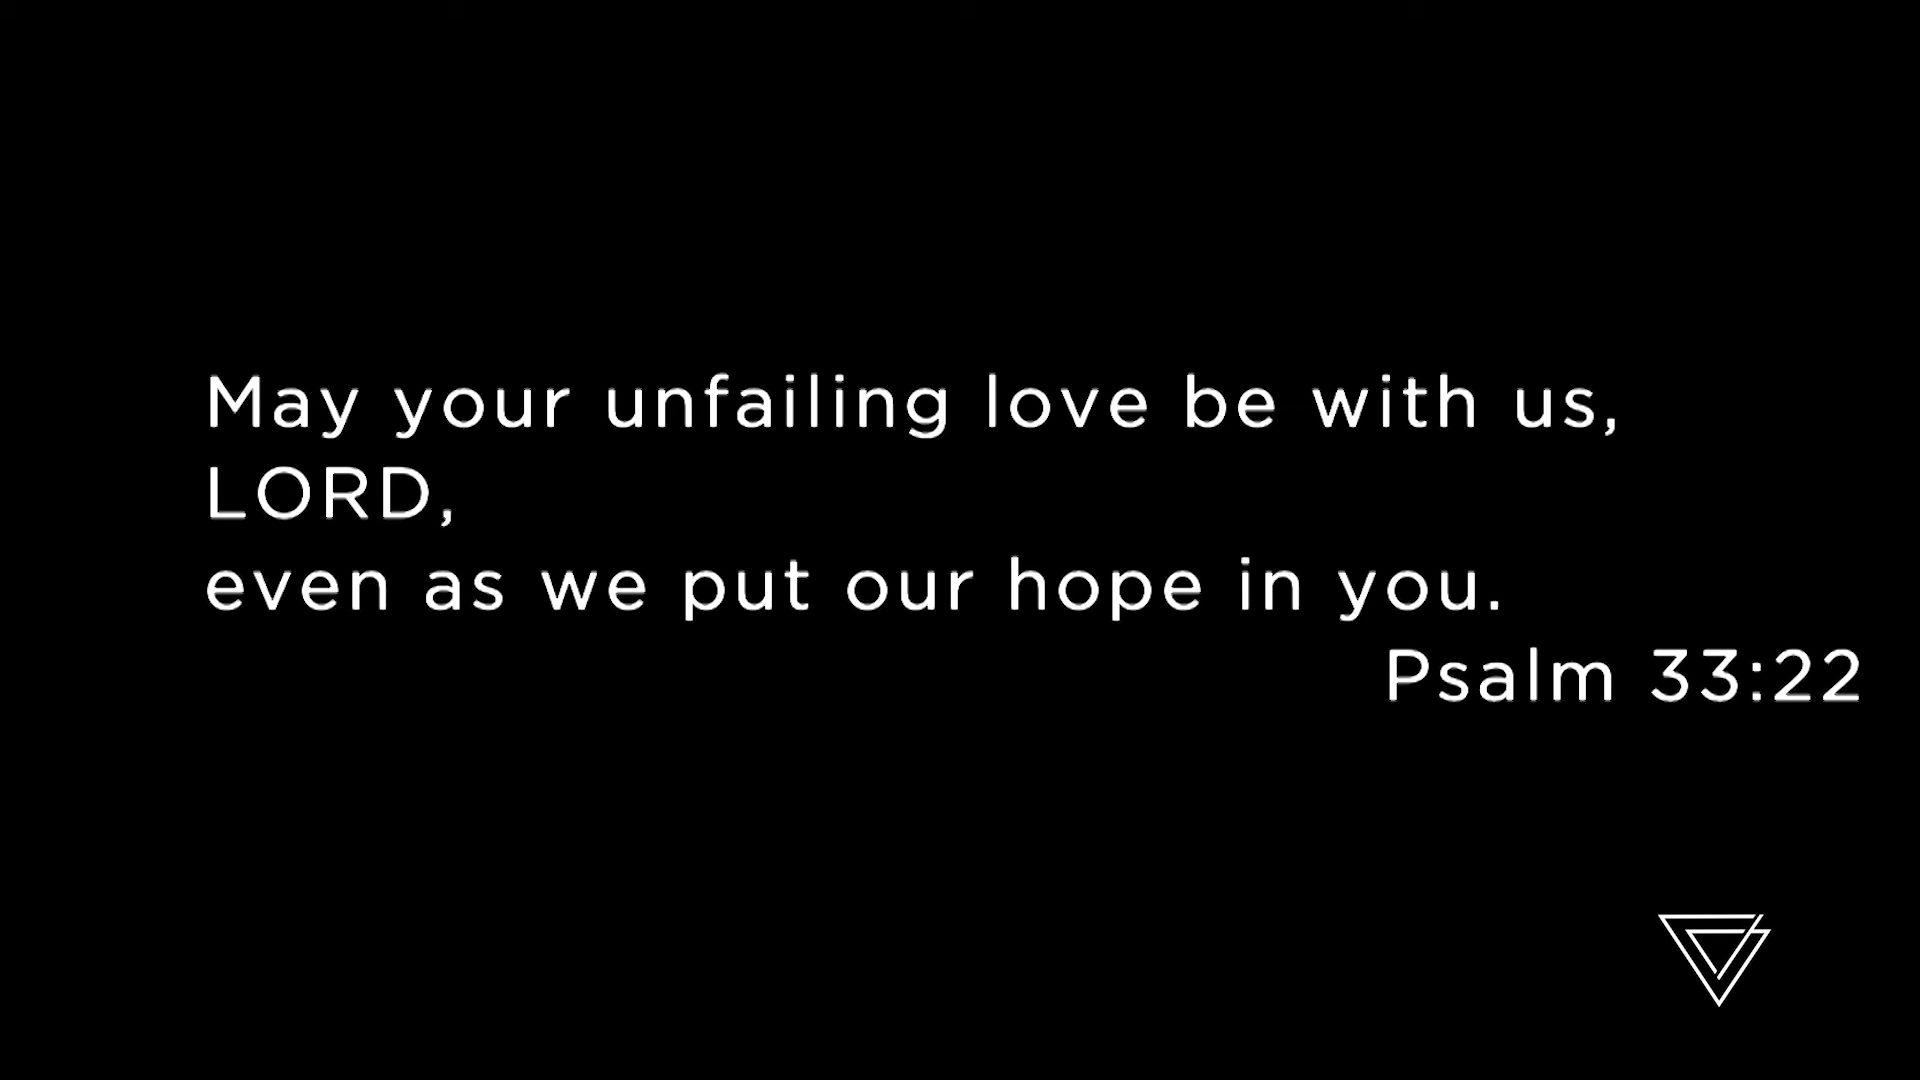 May your unfailing love be with us,
LORD,
even as we put our hope in you.
Psalm 33:22